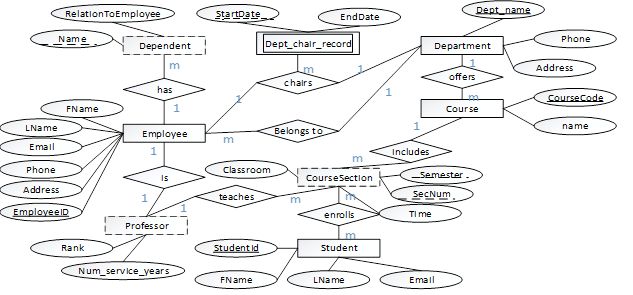 RelationToEmployee
StartDate
EndDate
Dept_name
Name
Dependent
Dept_chair_record
Department
Phone
m
m
1
1
chairs
offers
Address
has
1
m
FName
1
1
Course
CourseCode
LName
Employee
m
Belongs to
name
Email
1
1
Includes
Phone
m
Is
Classroom
CourseSection
Semester
Address
1
teaches
m
m
SecNum
EmployeeID
1
Time
Professor
enrolls
m
Rank
StudentId
Student
Num_service_years
FName
LName
Email